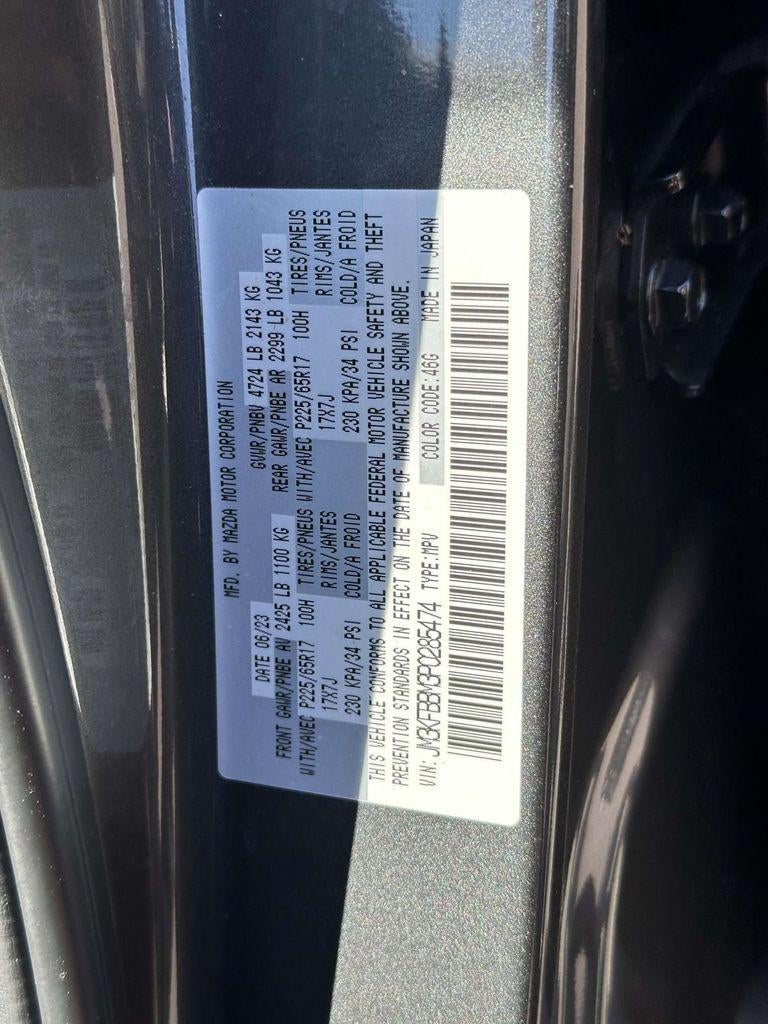 MFD. BY MAZDA MOTOR CORPORATION
DATE 06/23 GVWR/PNBV 4724 LB 2143 KG
FRONT GAWR/PNBE AV 2425 LB 1100 KG REAR GAWR/PNBE AR 2299 LB 1043 KG
WITH/AVEC P225/65R17 100H TIRES/PNEUS WITH/AVEC P225/65R17 100H TIRES/PNEUS
17X7J RIMS/JANTES 17X7J RIMS/JANTES
230 KPA/34 PSI COLD/A FROID 230 KPA/34 PSI COLD/A FROID
THIS VEHICLE CONFORMS TO ALL APPLICABLE FEDERAL MOTOR VEHICLE SAFETY AND THEFT
PREVENTION STANDARDS IN EFFECT ON THE DATE OF MANUFACTURE SHOWN ABOVE.
VIN: JM3KFBBM3P0285474 TYPE:MPV COLOR CODE:46G MADE IN JAPAN